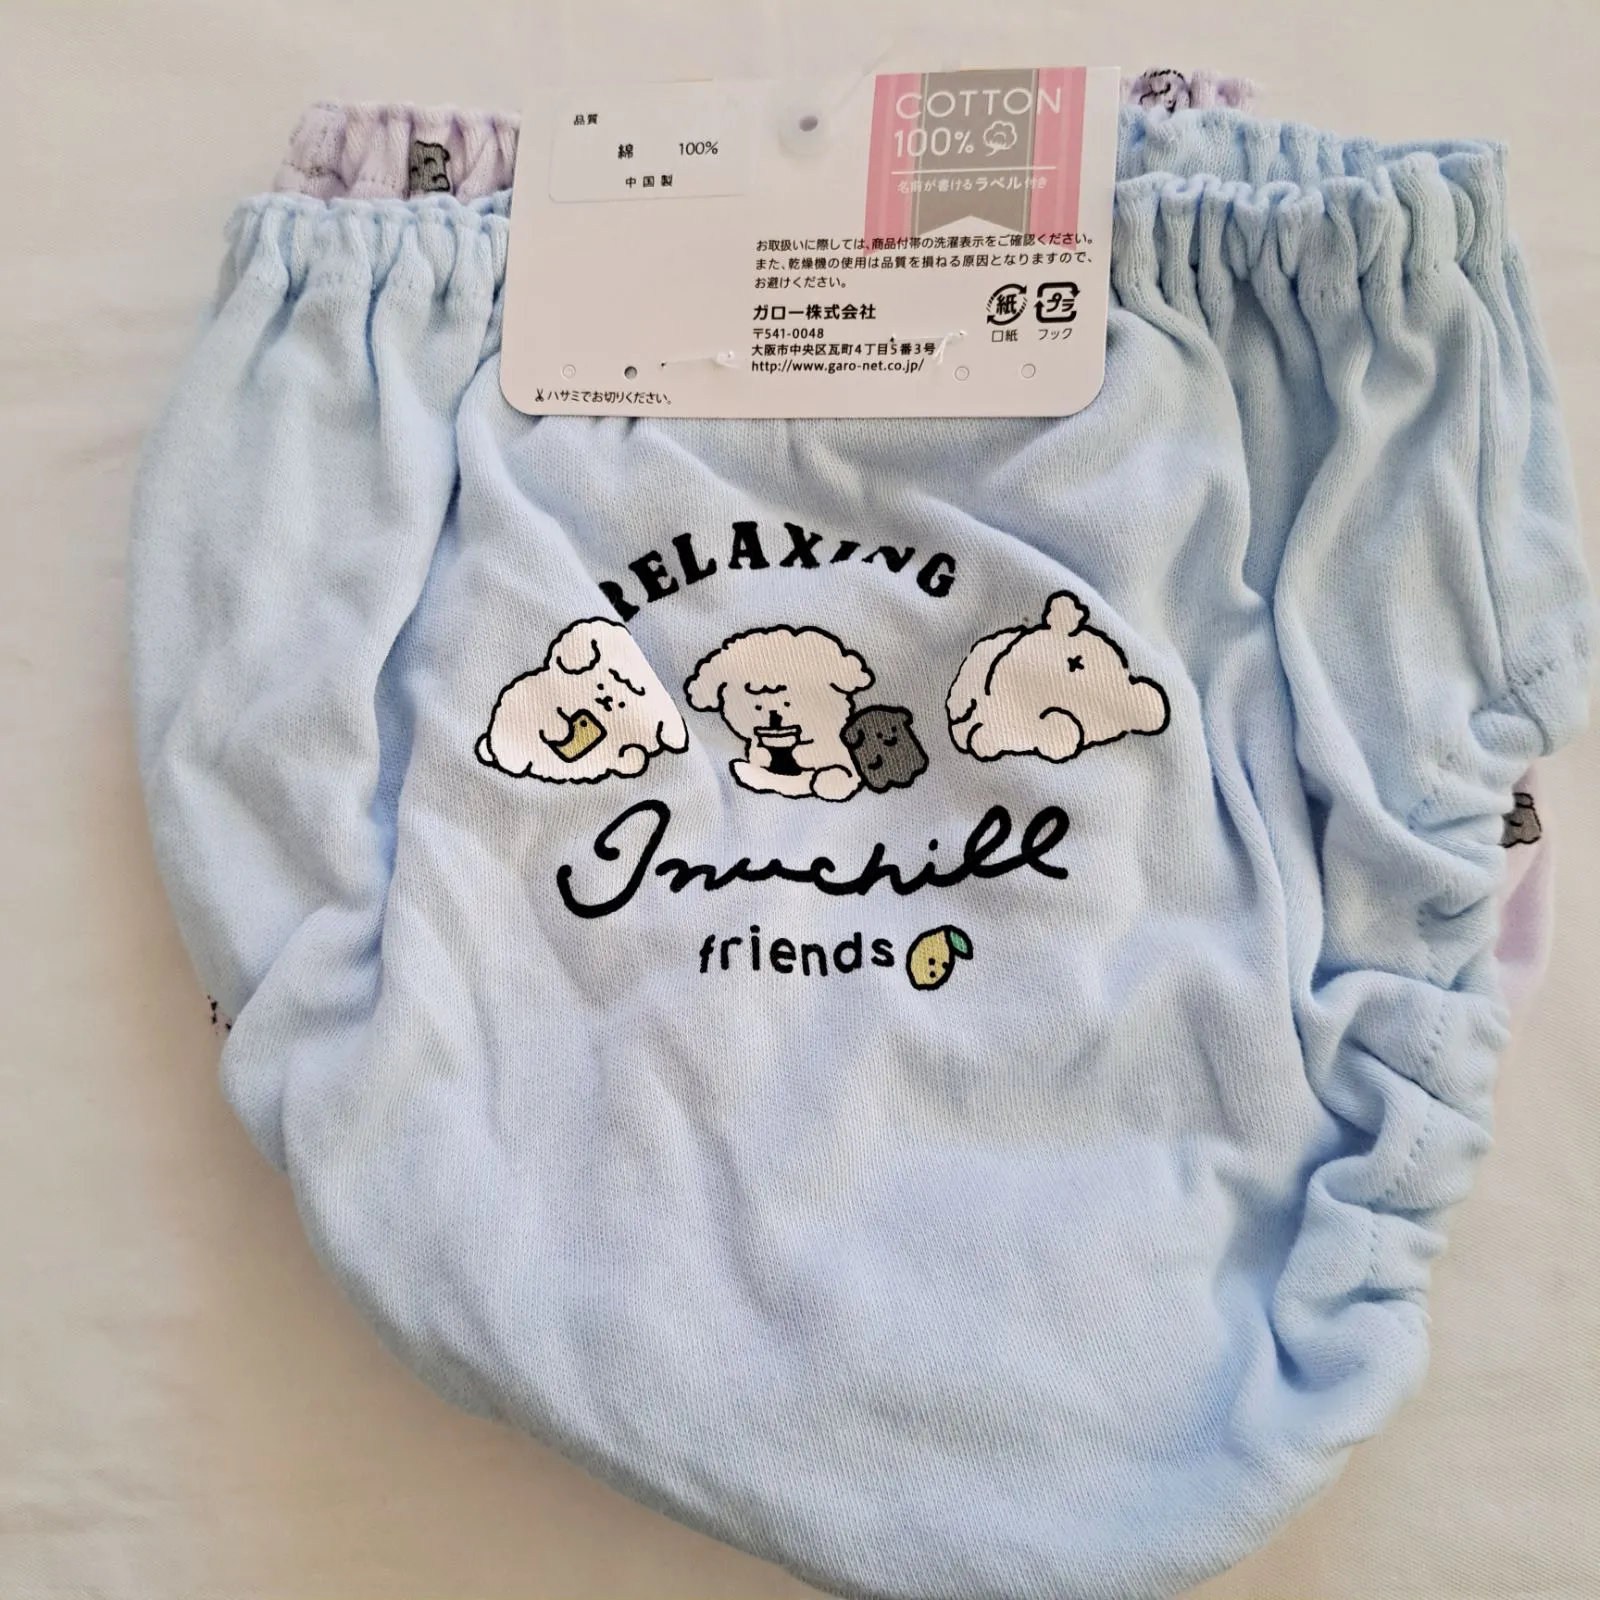 品質
綿 100%
中国製
COTTON
100%
名前が書けるラベル付き
お取扱いに際しては、商品付帯の洗濯表示をご確認ください。
また、乾燥機の使用は品質を損ねる原因となりますので、
お避けください。
ガロー株式会社
〒541-0048
大阪市中央区瓦町4丁目5番3号
http://www.garo-net.co.jp/
紙 プラ
口紙 フック
ハサミでお切りください。
RELAXING
Inuchill
friends